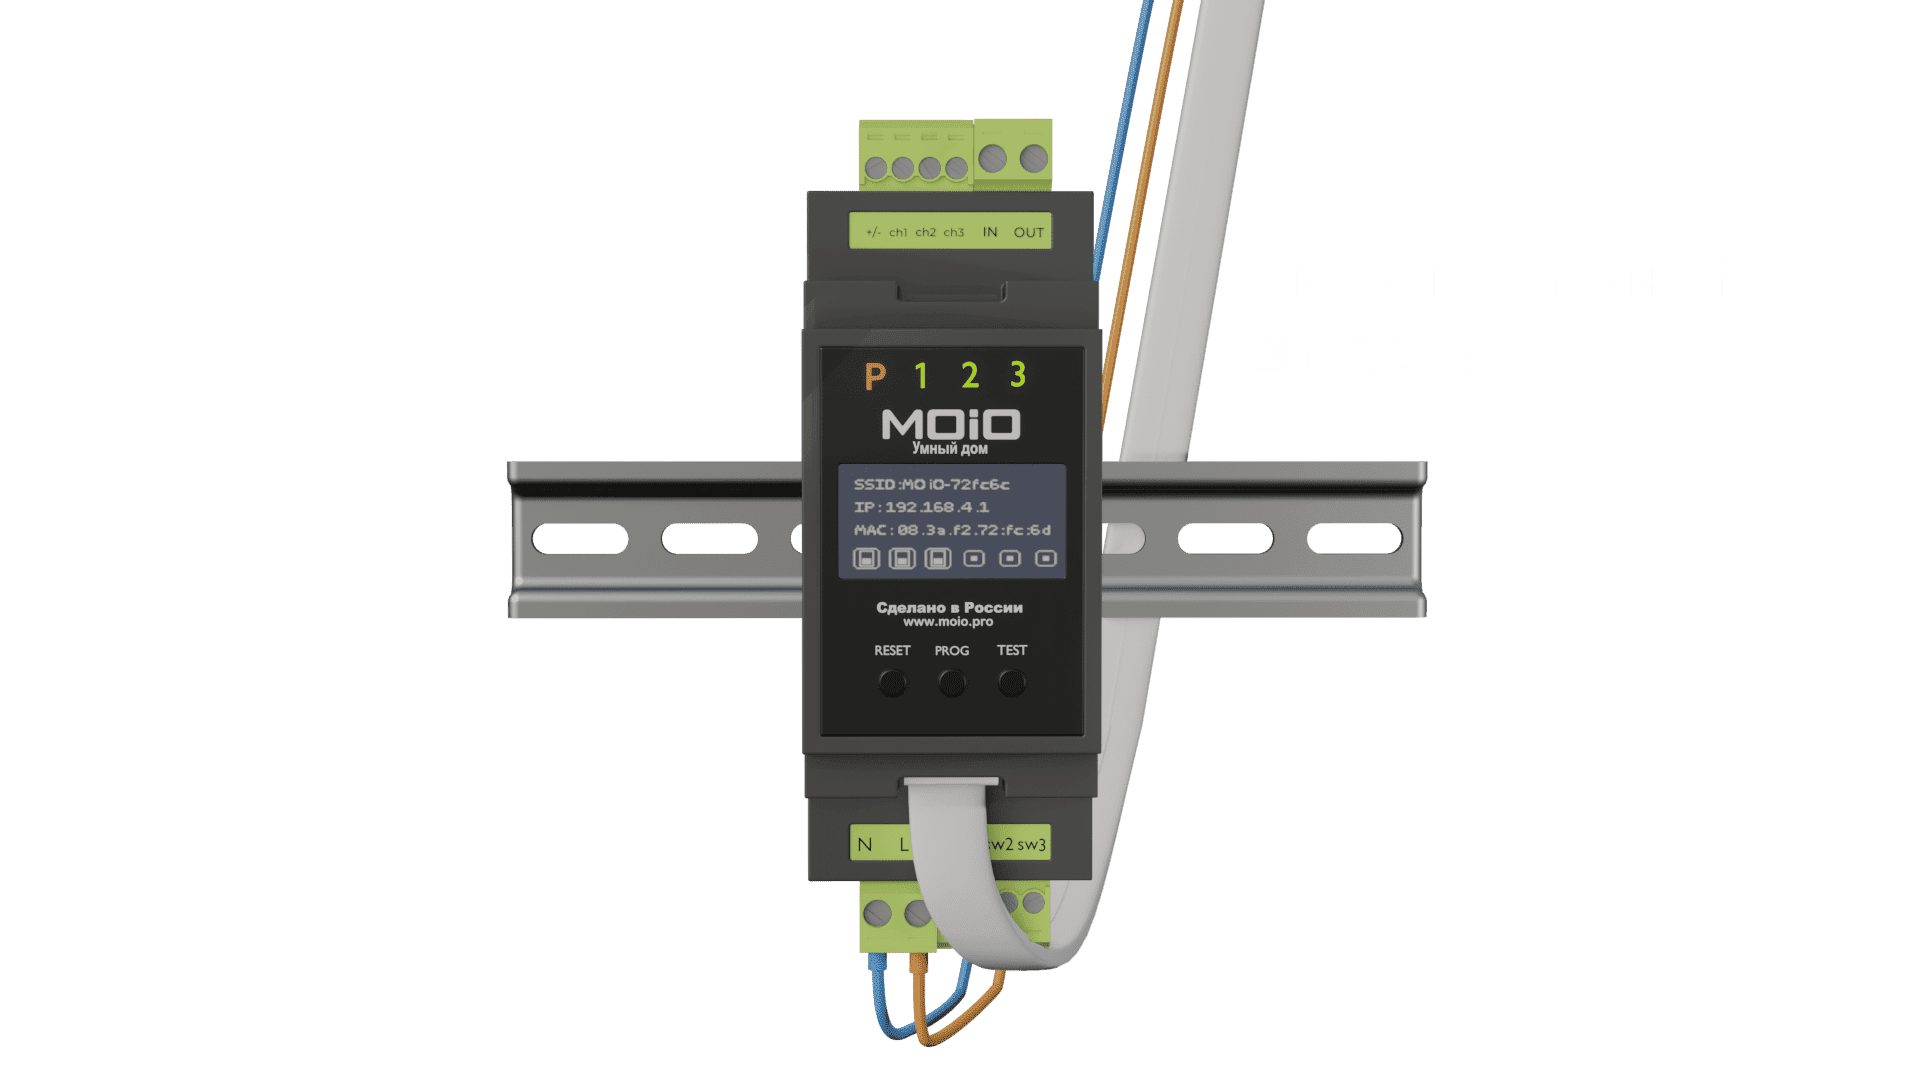 +/- ch1 ch2 ch3 IN OUT
P 1 2 3
MOiO
Умный дом
SSID:MOiO-72fc6c
IP:192.168.4.1
MAC:08.3a.f2.72:fc:6d
Сделано в России
www.moio.pro
RESET PROG TEST
N L sw2 sw3